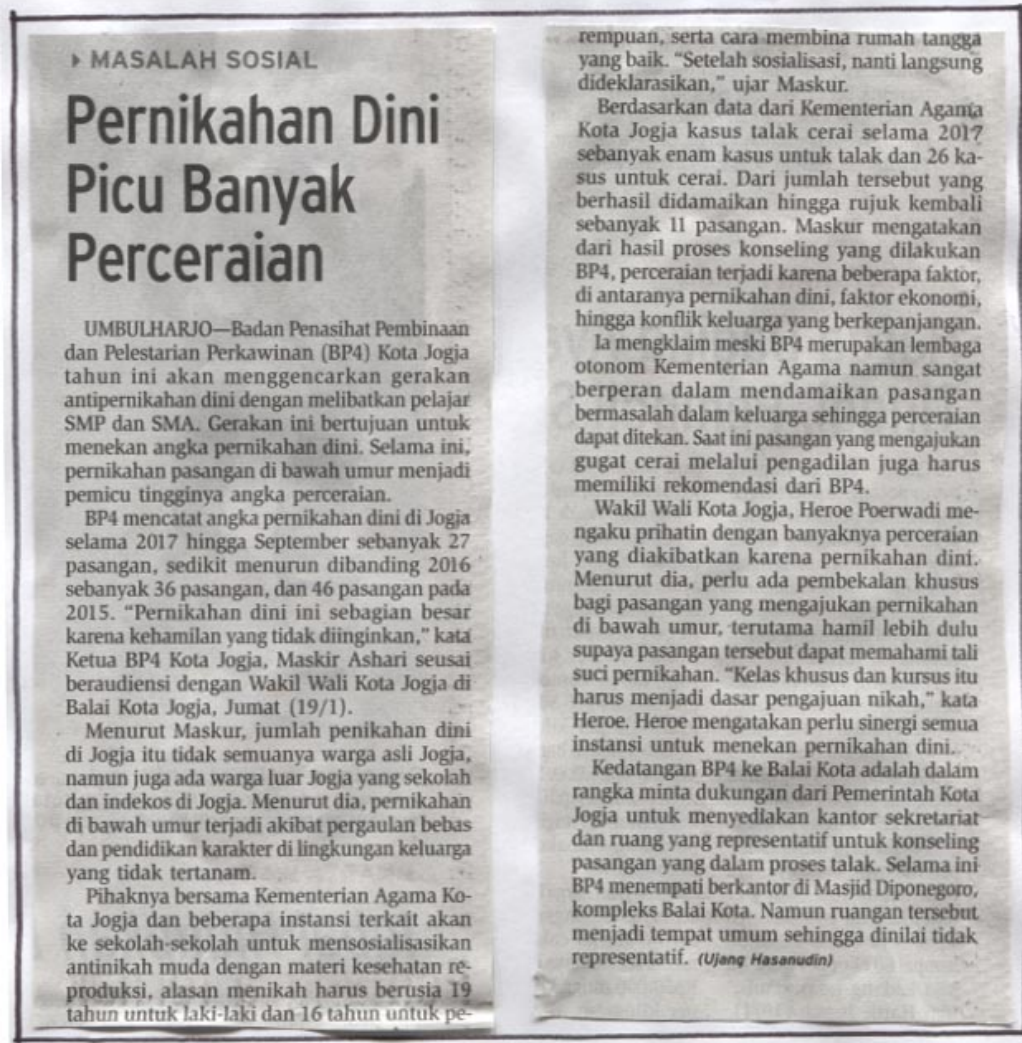 MASALAH SOSIAL
Pernikahan Dini
Picu Banyak
Perceraian
UMBULHARJO—Badan Penasihat Pembinaan
dan Pelestarian Perkawinan (BP4) Kota Jogja
tahun ini akan menggencarkan gerakan
antipernikahan dini dengan melibatkan pelajar
SMP dan SMA. Gerakan ini bertujuan untuk
menekan angka pernikahan dini. Selama ini,
pernikahan pasangan di bawah umur menjadi
pemicu tingginya angka perceraian.
BP4 mencatat angka pernikahan dini di Jogja
selama 2017 hingga September sebanyak 27
pasangan, sedikit menurun dibanding 2016
sebanyak 36 pasangan, dan 46 pasangan pada
2015. “Pernikahan dini ini sebagian besar
karena kehamilan yang tidak diinginkan,” kata
Ketua BP4 Kota Jogja, Maskir Ashari seusai
beraudiensi dengan Wakil Wali Kota Jogja di
Balai Kota Jogja, Jumat (19/1).
Menurut Maskur, jumlah penikahan dini
di Jogja itu tidak semuanya warga asli Jogja,
namun juga ada warga luar Jogja yang sekolah
dan indekos di Jogja. Menurut dia, pernikahan
di bawah umur terjadi akibat pergaulan bebas
dan pendidikan karakter di lingkungan keluarga
yang tidak tertanam.
Pihaknya bersama Kementerian Agama Ko-
ta Jogja dan beberapa instansi terkait akan
ke sekolah-sekolah untuk mensosialisasikan
antinikah muda dengan materi kesehatan re-
produksi, alasan menikah harus berusia 19
tahun untuk laki-laki dan 16 tahun untuk pe-
rempuan, serta cara membina rumah tangga
yang baik. “Setelah sosialisasi, nanti langsung
dideklarasikan,” ujar Maskur.
Berdasarkan data dari Kementerian Agama
Kota Jogja kasus talak cerai selama 2017
sebanyak enam kasus untuk talak dan 26 ka-
sus untuk cerai. Dari jumlah tersebut yang
berhasil didamaikan hingga rujuk kembali
sebanyak 11 pasangan. Maskur mengatakan
dari hasil proses konseling yang dilakukan
BP4, perceraian terjadi karena beberapa faktor,
di antaranya pernikahan dini, faktor ekonomi,
hingga konflik keluarga yang berkepanjangan.
Ia mengklaim meski BP4 merupakan lembaga
otonom Kementerian Agama namun sangat
berperan dalam mendamaikan pasangan
bermasalah dalam keluarga sehingga perceraian
dapat ditekan. Saat ini pasangan yang mengajukan
gugat cerai melalui pengadilan juga harus
memiliki rekomendasi dari BP4.
Wakil Wali Kota Jogja, Heroe Poerwadi me-
ngaku prihatin dengan banyaknya perceraian
yang diakibatkan karena pernikahan dini.
Menurut dia, perlu ada pembekalan khusus
bagi pasangan yang mengajukan pernikahan
di bawah umur, terutama hamil lebih dulu
supaya pasangan tersebut dapat memahami tali
suci pernikahan. “Kelas khusus dan kursus itu
harus menjadi dasar pengajuan nikah,” kata
Heroe. Heroe mengatakan perlu sinergi semua
instansi untuk menekan pernikahan dini.
Kedatangan BP4 ke Balai Kota adalah dalam
rangka minta dukungan dari Pemerintah Kota
Jogja untuk menyediakan kantor sekretariat
dan ruang yang representatif untuk konseling
pasangan yang dalam proses talak. Selama ini
BP4 menempati berkantor di Masjid Diponegoro,
kompleks Balai Kota. Namun ruangan tersebut
menjadi tempat umum sehingga dinilai tidak
representatif. (Ujang Hasanudin)